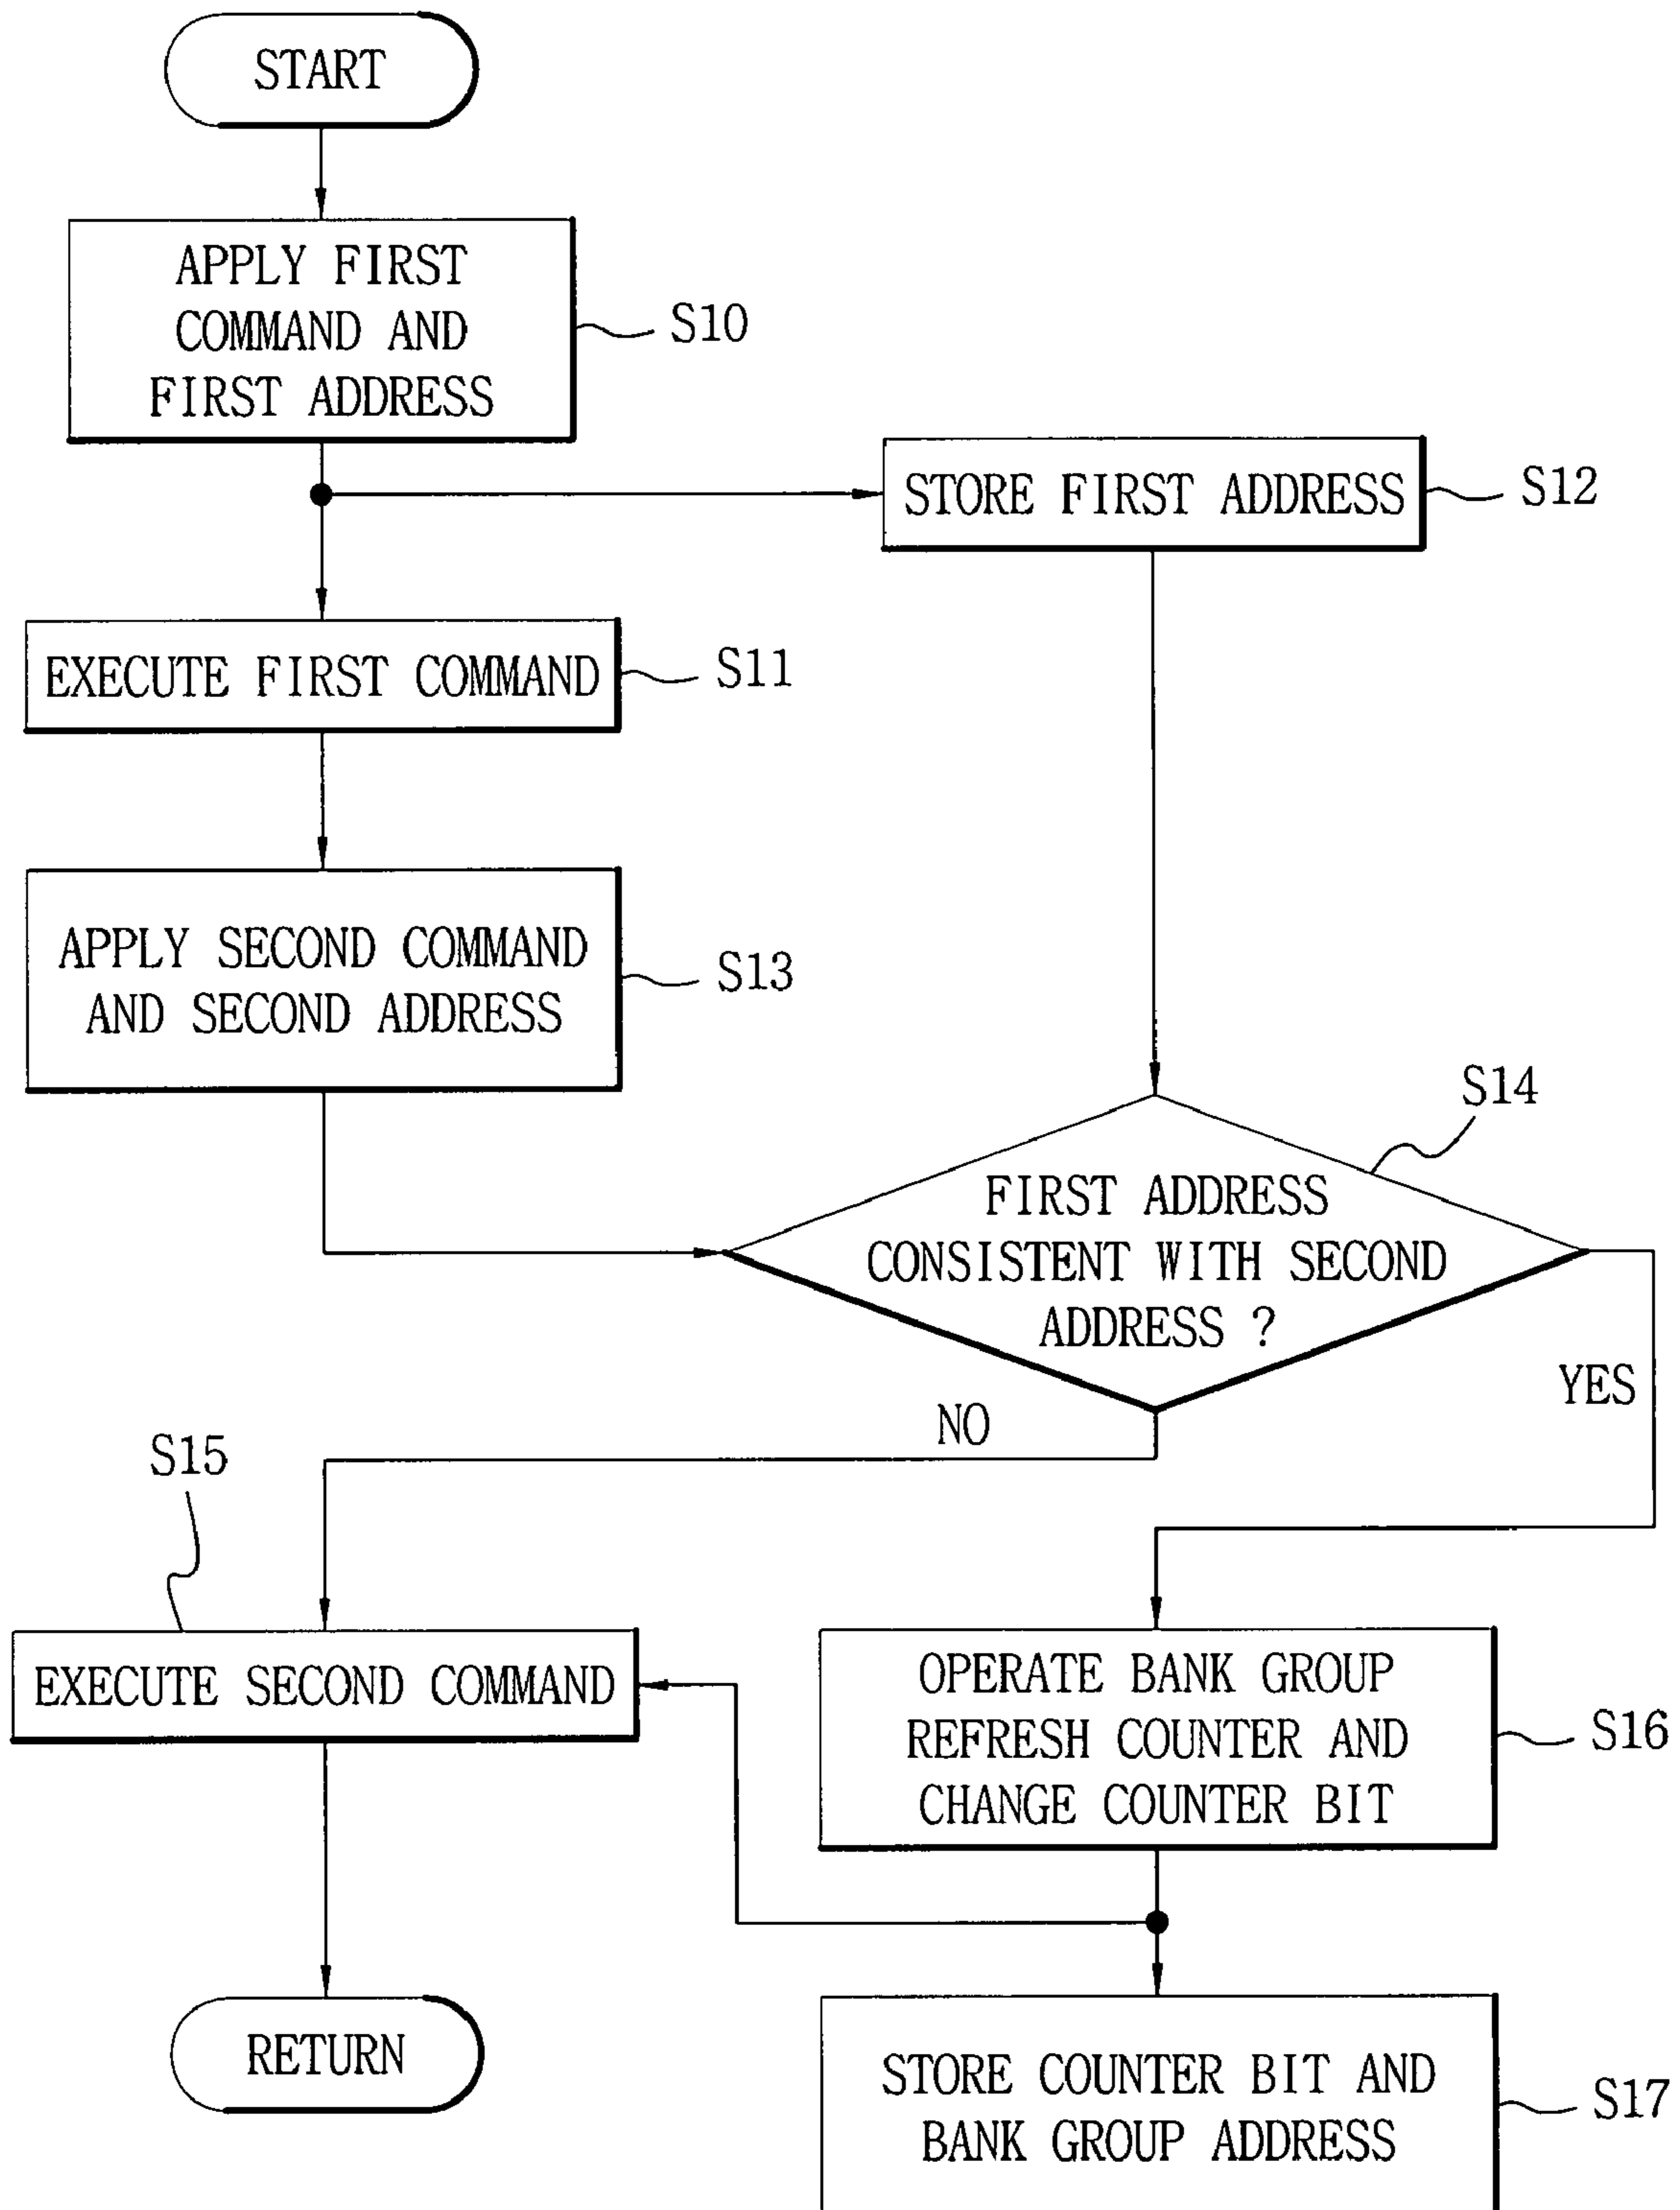 START
APPLY FIRST
COMMAND AND
FIRST ADDRESS
S10
STORE FIRST ADDRESS
S12
EXECUTE FIRST COMMAND
S11
APPLY SECOND COMMAND
AND SECOND ADDRESS
S13
S14
FIRST ADDRESS
CONSISTENT WITH SECOND
ADDRESS ?
YES
NO
S15
EXECUTE SECOND COMMAND
OPERATE BANK GROUP
REFRESH COUNTER AND
CHANGE COUNTER BIT
S16
RETURN
STORE COUNTER BIT AND
BANK GROUP ADDRESS
S17